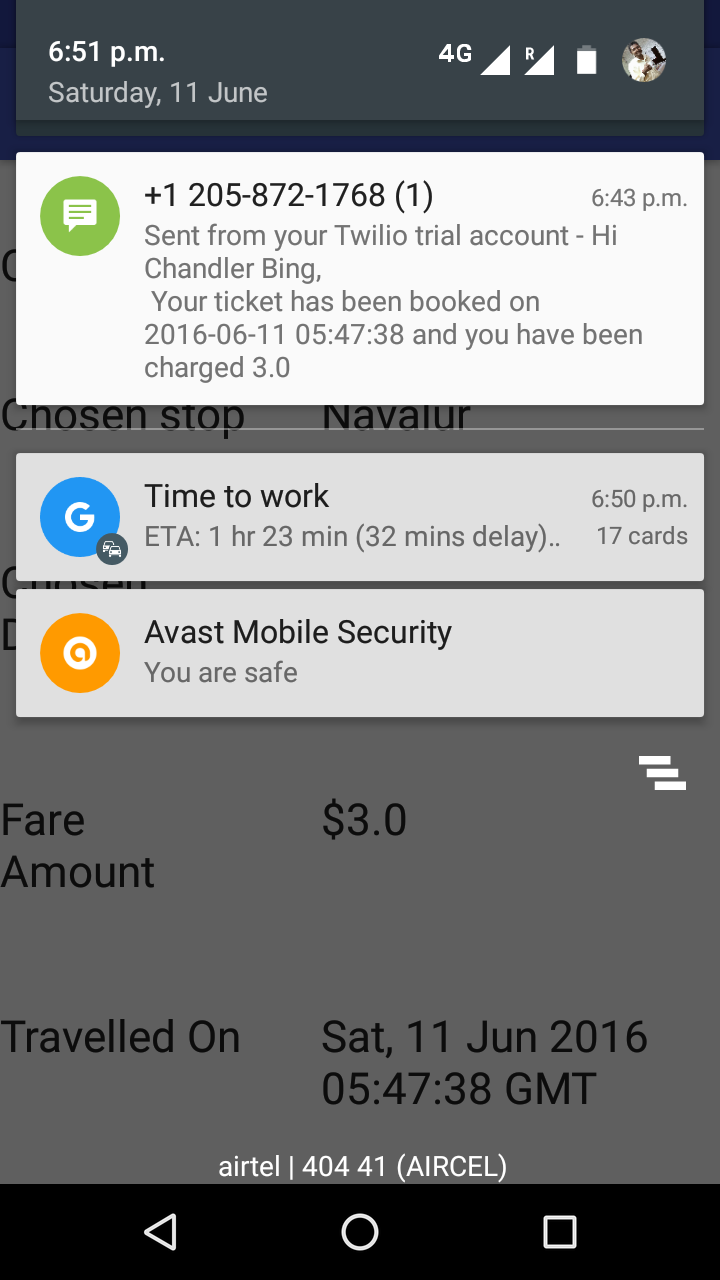 6:51 p.m.
4G R
Saturday, 11 June
+1 205-872-1768 (1) 6:43 p.m.
Sent from your Twilio trial account - Hi
Chandler Bing,
Your ticket has been booked on
2016-06-11 05:47:38 and you have been
charged 3.0
Chosen stop Navalur
Time to work 6:50 p.m.
ETA: 1 hr 23 min (32 mins delay).. 17 cards
Chosen
Avast Mobile Security
You are safe
Fare $3.0
Amount
Travelled On Sat, 11 Jun 2016
05:47:38 GMT
airtel | 404 41 (AIRCEL)